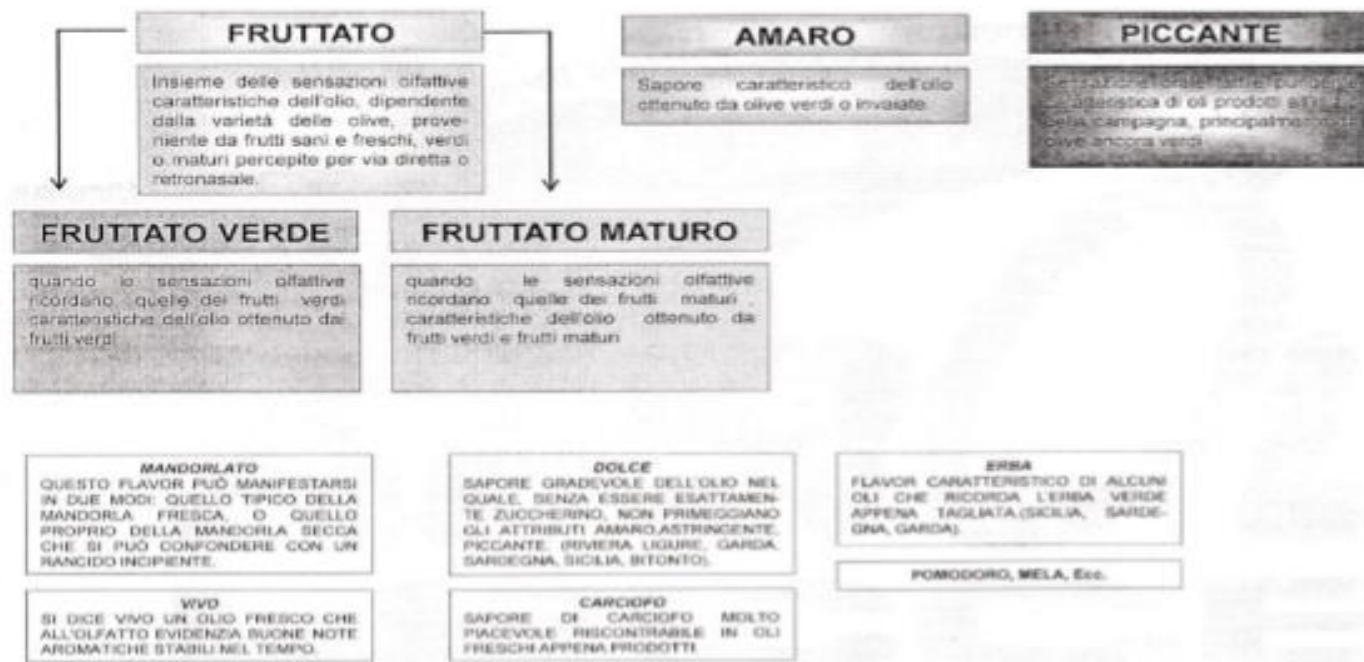 FRUTTATO
Insieme delle sensazioni olfattive
caratteristiche dell'olio, dipendente
dalla varietà delle olive, prove-
niente da frutti sani e freschi, verdi
o maturi percepite per via diretta o
retronasale.
AMARO
Sapore caratteristico dell'olio
ottenuto da olive verdi o invaiate.
PICCANTE
caratteristica di oli prodotti
della campagna, principalmente
olive ancora verdi
FRUTTATO VERDE
quando le sensazioni olfattive
ricordano quelle dei frutti verdi
caratteristiche dell'olio ottenuto dai
frutti verdi
FRUTTATO MATURO
quando le sensazioni olfattive
ricordano quelle dei frutti maturi ,
caratteristiche dell'olio ottenuto da
frutti verdi e frutti maturi
MANDORLATO
QUESTO FLAVOR PUÒ MANIFESTARSI
IN DUE MODI: QUELLO TIPICO DELLA
MANDORLA FRESCA, O QUELLO
PROPRIO DELLA MANDORLA SECCA
CHE SI PUÒ CONFONDERE CON UN
RANCIDO INCIPIENTE.
VIVO
SI DICE VIVO UN OLIO FRESCO CHE
ALL'OLFATTO EVIDENZIA BUONE NOTE
AROMATICHE STABILI NEL TEMPO.
DOLCE
SAPORE GRADEVOLE DELL'OLIO NEL
QUALE, SENZA ESSERE ESATTAMEN-
TE ZUCCHERINO, NON PRIMEGGIANO
GLI ATTRIBUTI AMARO,ASTRINGENTE,
PICCANTE. (RIVIERA LIGURE, GARDA,
SARDEGNA, SICILIA, BITONTO).
CARCIOFO
SAPORE DI CARCIOFO MOLTO
PIACEVOLE RISCONTRABILE IN OLI
FRESCHI APPENA PRODOTTI
ERBA
FLAVOR CARATTERISTICO DI ALCUNI
OLI CHE RICORDA L'ERBA VERDE
APPENA TAGLIATA.(SICILIA, SARDE-
GNA, GARDA).
POMODORO, MELA, Ecc.